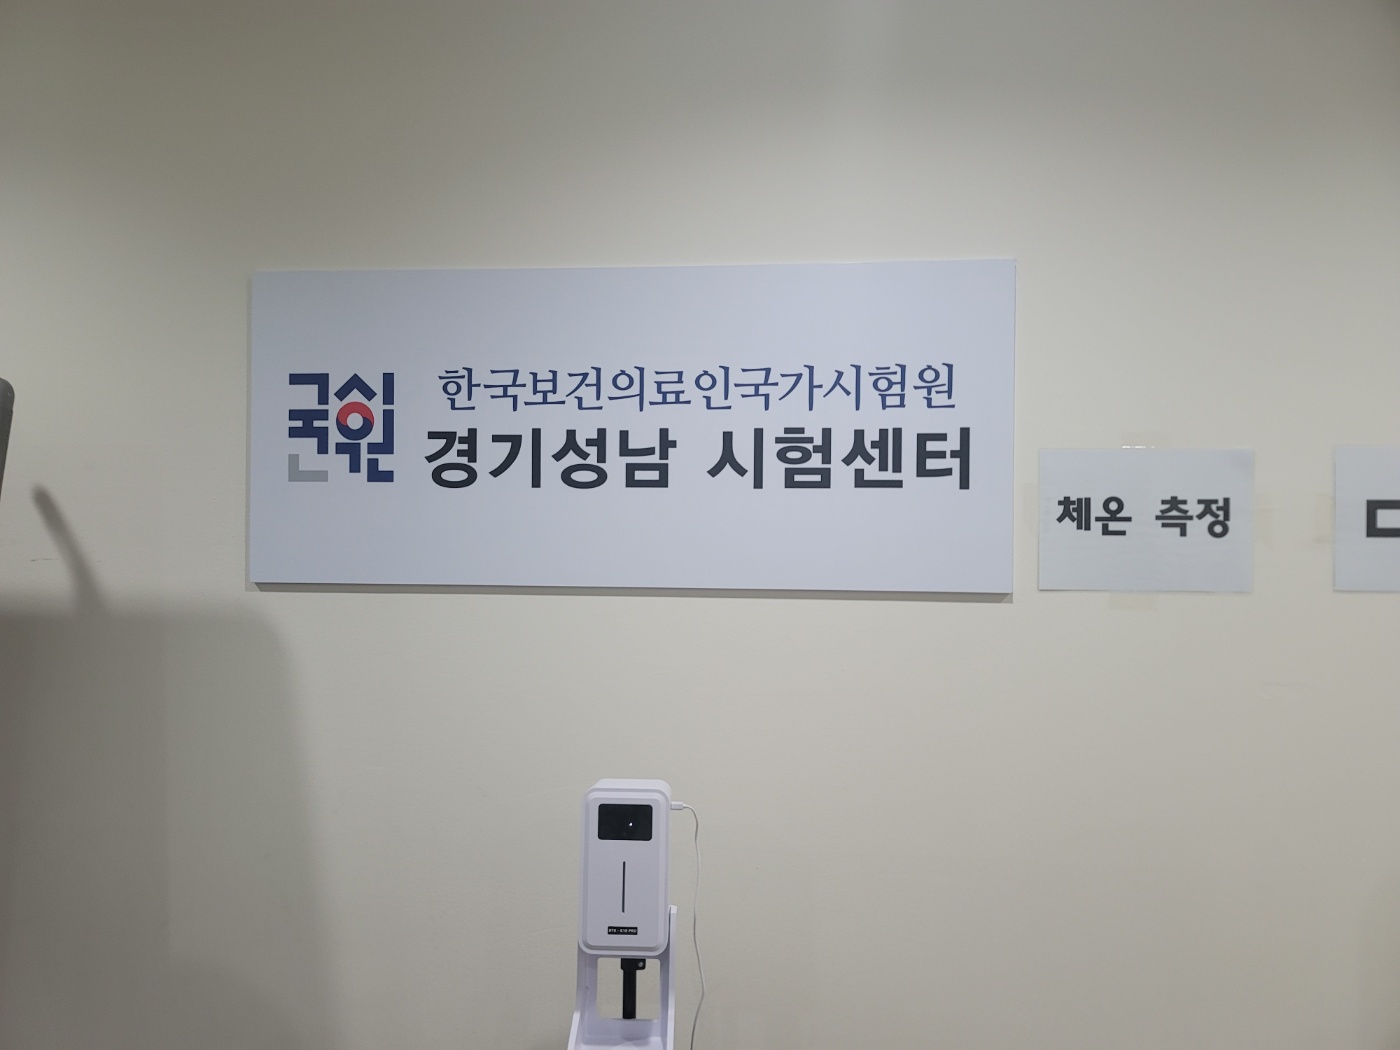 국시원
한국보건의료인국가시험원
경기성남 시험센터
체온 측정